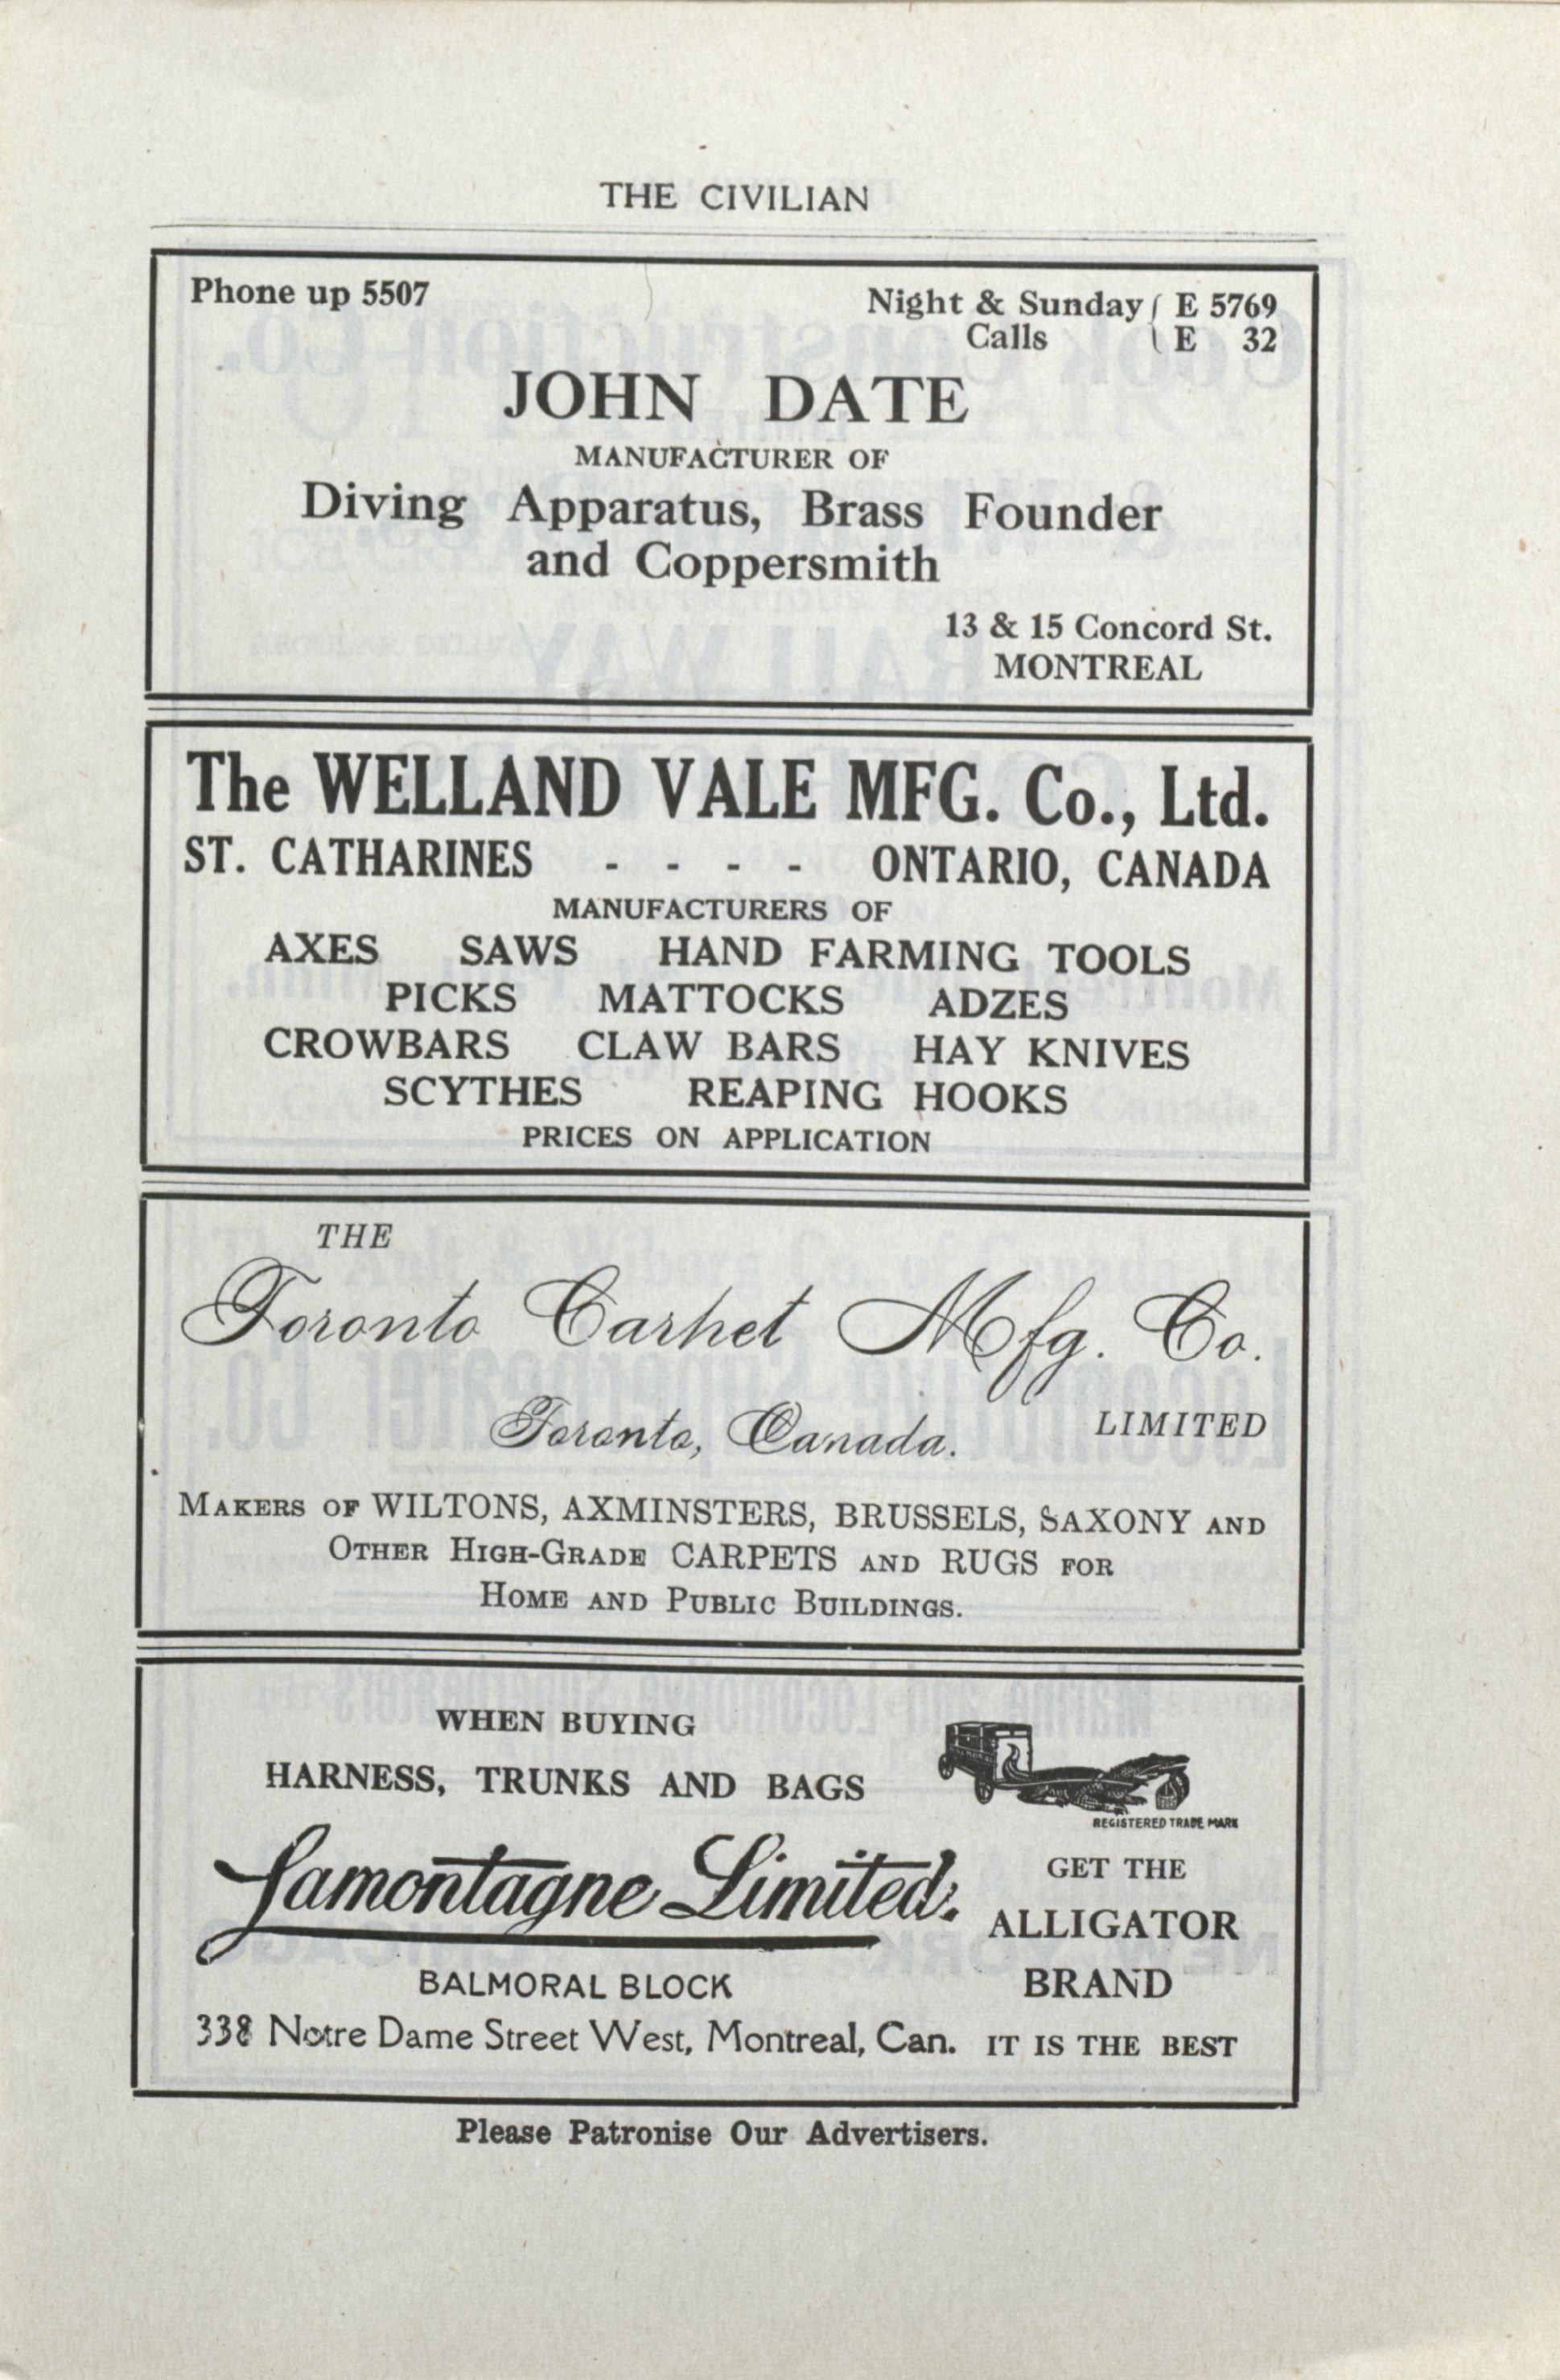 THE CIVILIAN
Phone up 5507
Night & Sunday { E 5769
Calls { E 32
JOHN DATE
MANUFACTURER OF
Diving Apparatus, Brass Founder
and Coppersmith
13 & 15 Concord St.
MONTREAL
The WELLAND VALE MFG. Co., Ltd.
ST. CATHARINES - - - - ONTARIO, CANADA
MANUFACTURERS OF
AXES SAWS HAND FARMING TOOLS
PICKS MATTOCKS ADZES
CROWBARS CLAW BARS HAY KNIVES
SCYTHES REAPING HOOKS
PRICES ON APPLICATION
THE
Toronto Carpet Mfg. Co.
LIMITED
Toronto, Canada.
MAKERS OF WILTONS, AXMINSTERS, BRUSSELS, SAXONY AND
OTHER HIGH-GRADE CARPETS AND RUGS FOR
HOME AND PUBLIC BUILDINGS.
WHEN BUYING
HARNESS, TRUNKS AND BAGS
REGISTERED TRADE MARK
Lamontagne Limited.
BALMORAL BLOCK
338 Notre Dame Street West, Montreal, Can.
GET THE
ALLIGATOR
BRAND
IT IS THE BEST
Please Patronise Our Advertisers.